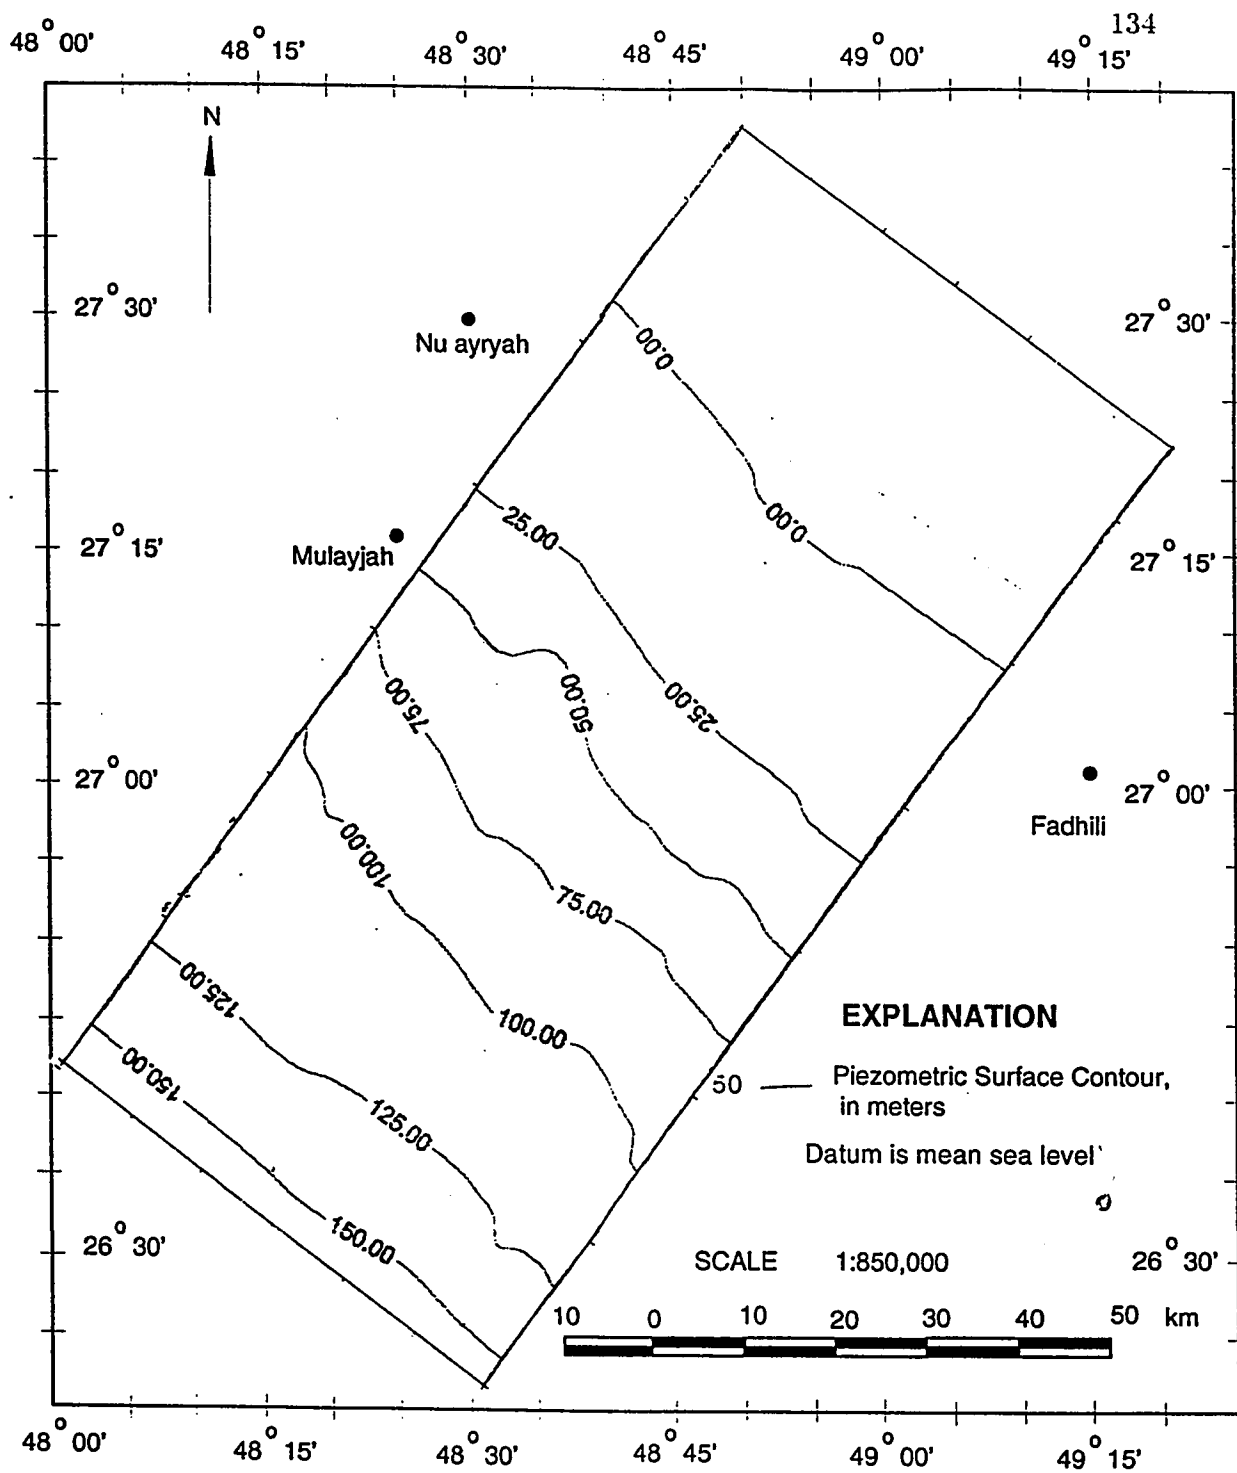 134
48° 00' 48° 15' 48° 30' 48° 45' 49° 00' 49° 15'
N
27° 30' 27° 30'
Nu ayryah
0.00
25.00
0.00
27° 15' 27° 15'
Mulayjah
50.00
75.00
25.00
27° 00' 27° 00'
Fadhili
100.00
75.00
125.00
100.00
EXPLANATION
150.00
50 Piezometric Surface Contour,
in meters
125.00
Datum is mean sea level
150.00
26° 30' 26° 30'
SCALE 1:850,000
10 0 10 20 30 40 50 km
48° 00' 48° 15' 48° 30' 48° 45' 49° 00' 49° 15'